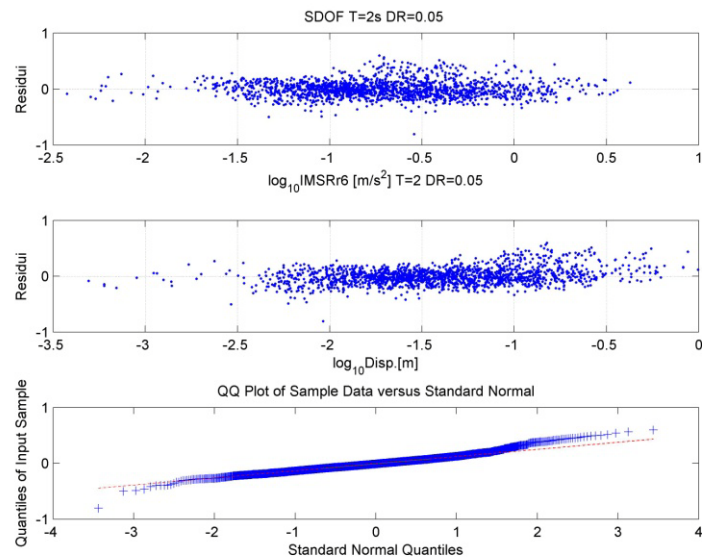 SDOF T=2s DR=0.05
Residui
1
0
-1
-2.5 -2 -1.5 -1 -0.5 0 0.5 1
log10IMSRr6 [m/s2] T=2 DR=0.05
Residui
1
0
-1
-3.5 -3 -2.5 -2 -1.5 -1 -0.5 0
log10Disp.[m]
QQ Plot of Sample Data versus Standard Normal
Quantiles of Input Sample
1
0
-1
-4 -3 -2 -1 0 1 2 3 4
Standard Normal Quantiles